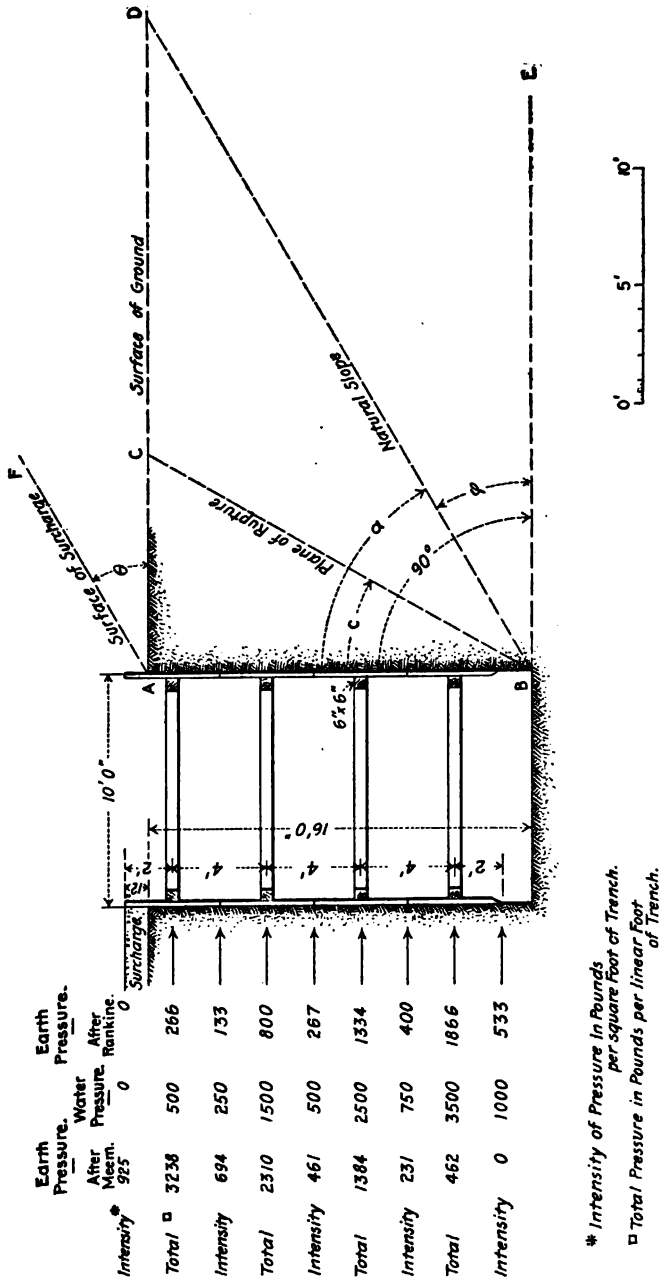 Earth Pressure. Water Pressure. Earth Pressure.
After Meem. After Rankine.
Intensity * 925 0 0
Total □ 3238 500 266
Intensity 694 250 133
Total 2310 1500 800
Intensity 461 500 267
Total 1384 2500 1334
Intensity 231 750 400
Total 462 3500 1866
Intensity 0 1000 533
Surcharge
12"
2'
4'
4'
4'
2'
16'0"
10'0"
6"x6"
A
B
C
D
E
F
Surface of Surcharge
θ
Surface of Ground
Plane of Rupture
Natural Slope
c
α
90°
φ
0' 5' 10'
* Intensity of Pressure In Pounds
per square Foot of Trench.
□ Total Pressure in Pounds per linear Foot
of Trench.